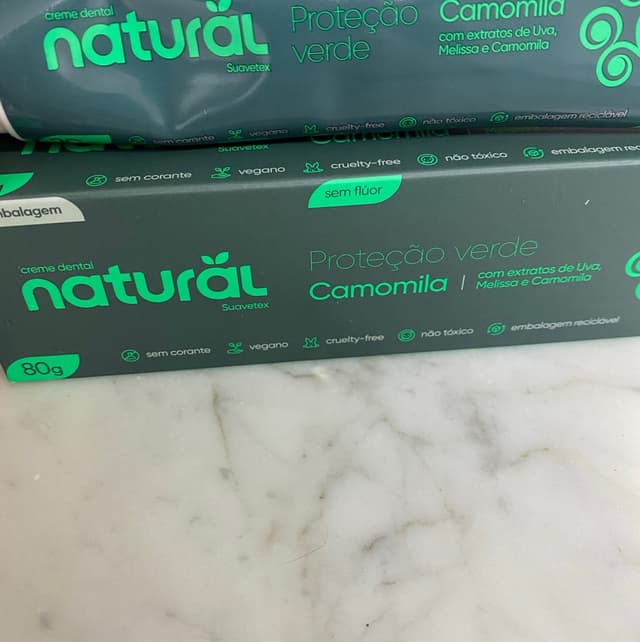 creme dental
natural
Suavetex
Proteção
verde
Camomila
com extratos de Uva,
Melissa e Camomila
sem corante
vegano
cruelty-free
não tóxico
embalagem reciclável
Suavetex
Camomila
sem corante
vegano
cruelty-free
não tóxico
embalagem
sem flúor
creme dental
natural
Suavetex
Proteção verde
Camomila | com extratos de Uva,
Melissa e Camomila
80g
sem corante
vegano
cruelty-free
não tóxico
embalagem reciclável